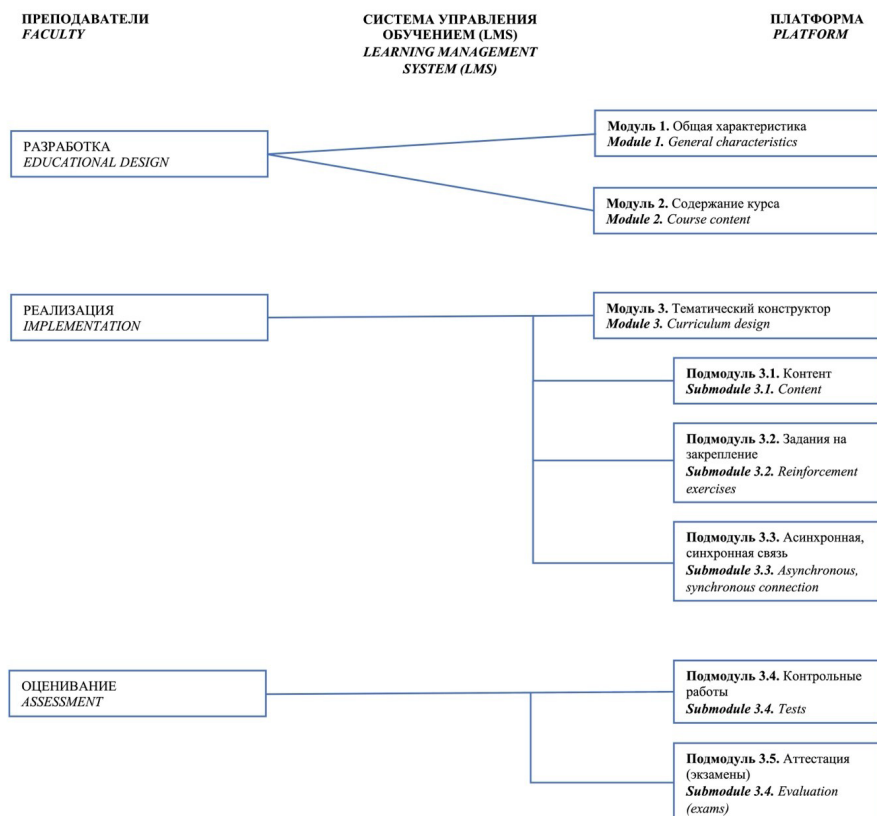 ПРЕПОДАВАТЕЛИ
FACULTY
СИСТЕМА УПРАВЛЕНИЯ
ОБУЧЕНИЕМ (LMS)
LEARNING MANAGEMENT
SYSTEM (LMS)
ПЛАТФОРМА
PLATFORM
РАЗРАБОТКА
EDUCATIONAL DESIGN
Модуль 1. Общая характеристика
Module 1. General characteristics
Модуль 2. Содержание курса
Module 2. Course content
РЕАЛИЗАЦИЯ
IMPLEMENTATION
Модуль 3. Тематический конструктор
Module 3. Curriculum design
Подмодуль 3.1. Контент
Submodule 3.1. Content
Подмодуль 3.2. Задания на
закрепление
Submodule 3.2. Reinforcement
exercises
Подмодуль 3.3. Асинхронная,
синхронная связь
Submodule 3.3. Asynchronous,
synchronous connection
ОЦЕНИВАНИЕ
ASSESSMENT
Подмодуль 3.4. Контрольные
работы
Submodule 3.4. Tests
Подмодуль 3.5. Аттестация
(экзамены)
Submodule 3.4. Evaluation
(exams)